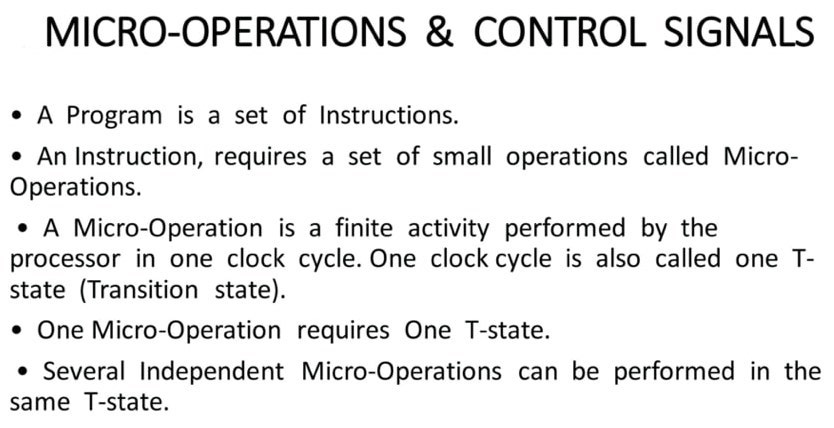 MICRO-OPERATIONS & CONTROL SIGNALS
• A Program is a set of Instructions.
• An Instruction, requires a set of small operations called Micro-
Operations.
• A Micro-Operation is a finite activity performed by the
processor in one clock cycle. One clock cycle is also called one T-
state (Transition state).
• One Micro-Operation requires One T-state.
• Several Independent Micro-Operations can be performed in the
same T-state.